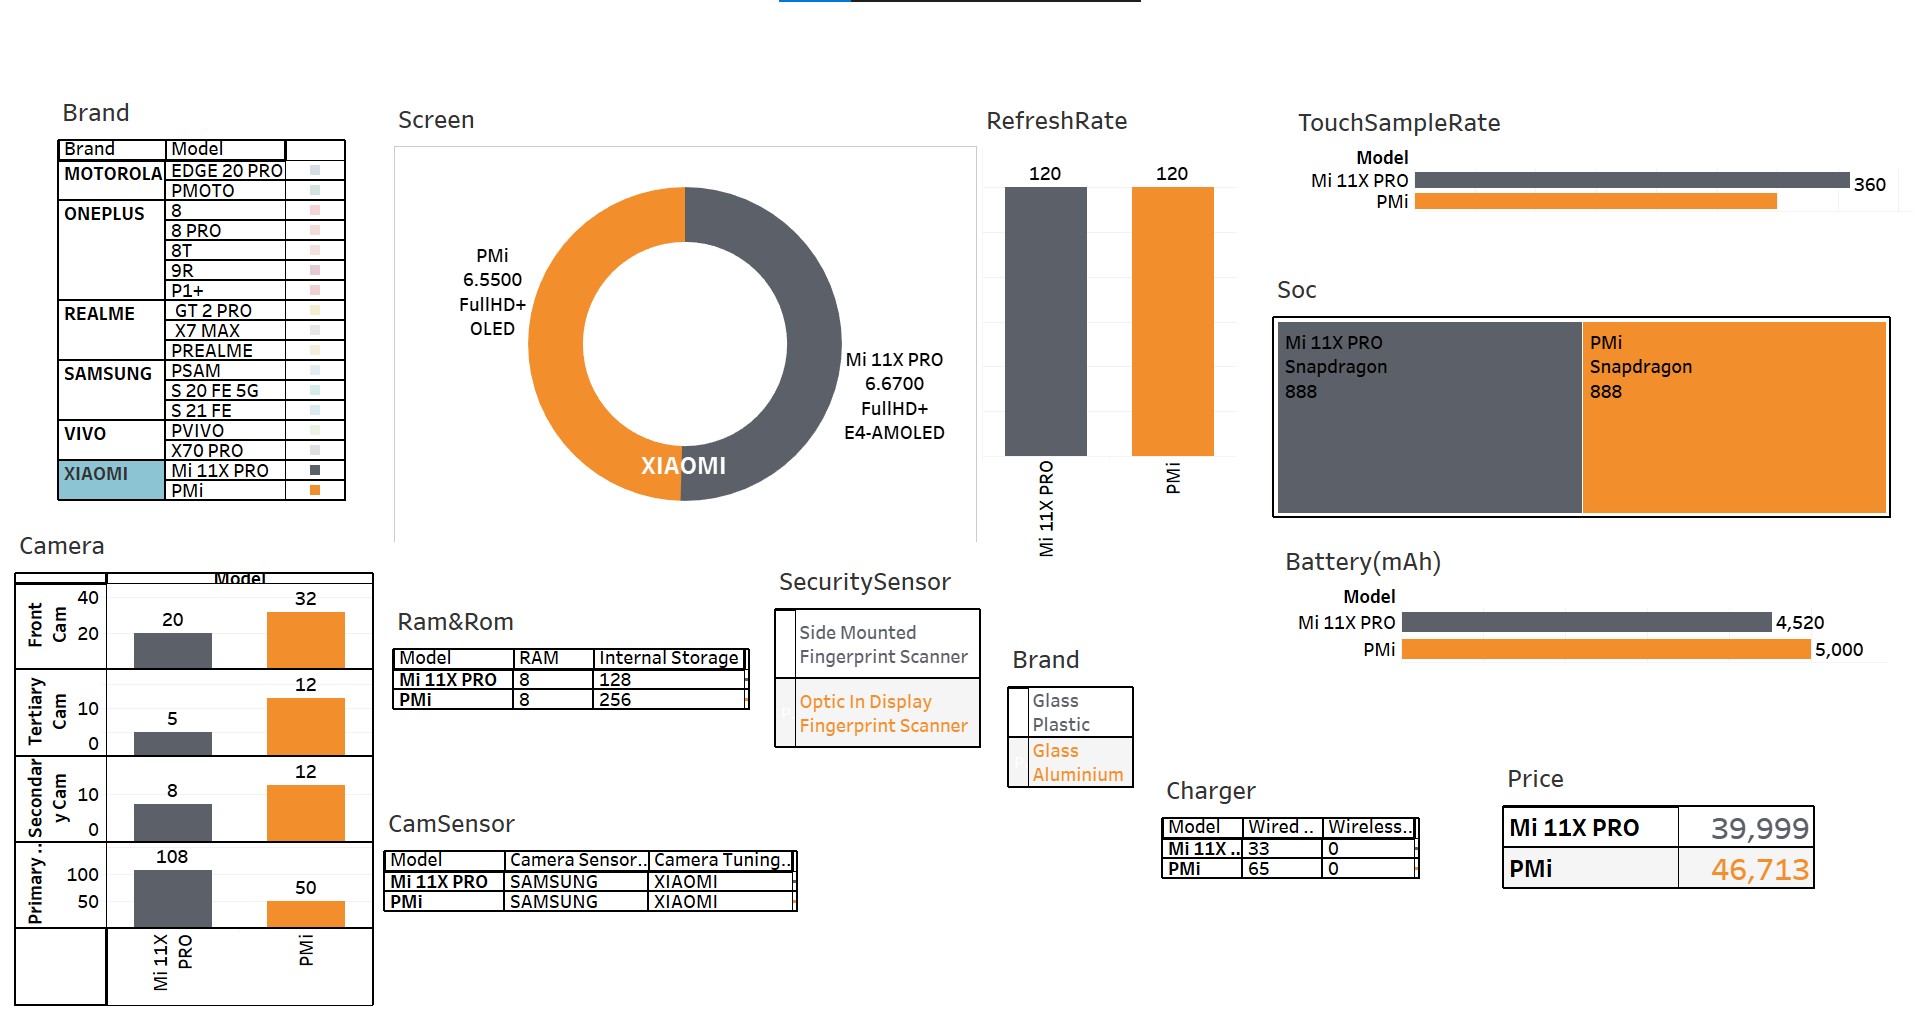 Brand
Brand Model
MOTOROLA EDGE 20 PRO
PMOTO
ONEPLUS 8
8 PRO
8T
9R
P1+
REALME GT 2 PRO
X7 MAX
PREALME
SAMSUNG PSAM
S 20 FE 5G
S 21 FE
VIVO PVIVO
X70 PRO
XIAOMI Mi 11X PRO
PMi
Screen
PMi
6.5500
FullHD+
OLED
Mi 11X PRO
6.6700
FullHD+
E4-AMOLED
XIAOMI
RefreshRate
120 120
Mi 11X PRO
PMi
TouchSampleRate
Model
Mi 11X PRO 360
PMi
Soc
Mi 11X PRO
Snapdragon
888
PMi
Snapdragon
888
Battery(mAh)
Model
Mi 11X PRO 4,520
PMi 5,000
Camera
Model
Front
Cam
40
20
20 32
Tertiary
Cam
10
0
5 12
Secondar
y Cam
10
0
8 12
Primary ..
100
50
108 50
Mi 11X
PRO
PMi
Ram&Rom
Model RAM Internal Storage
Mi 11X PRO 8 128
PMi 8 256
SecuritySensor
Side Mounted
Fingerprint Scanner
Optic In Display
Fingerprint Scanner
Brand
Glass
Plastic
Glass
Aluminium
CamSensor
Model Camera Sensor.. Camera Tuning..
Mi 11X PRO SAMSUNG XIAOMI
PMi SAMSUNG XIAOMI
Charger
Model Wired .. Wireless..
Mi 11X .. 33 0
PMi 65 0
Price
Mi 11X PRO 39,999
PMi 46,713